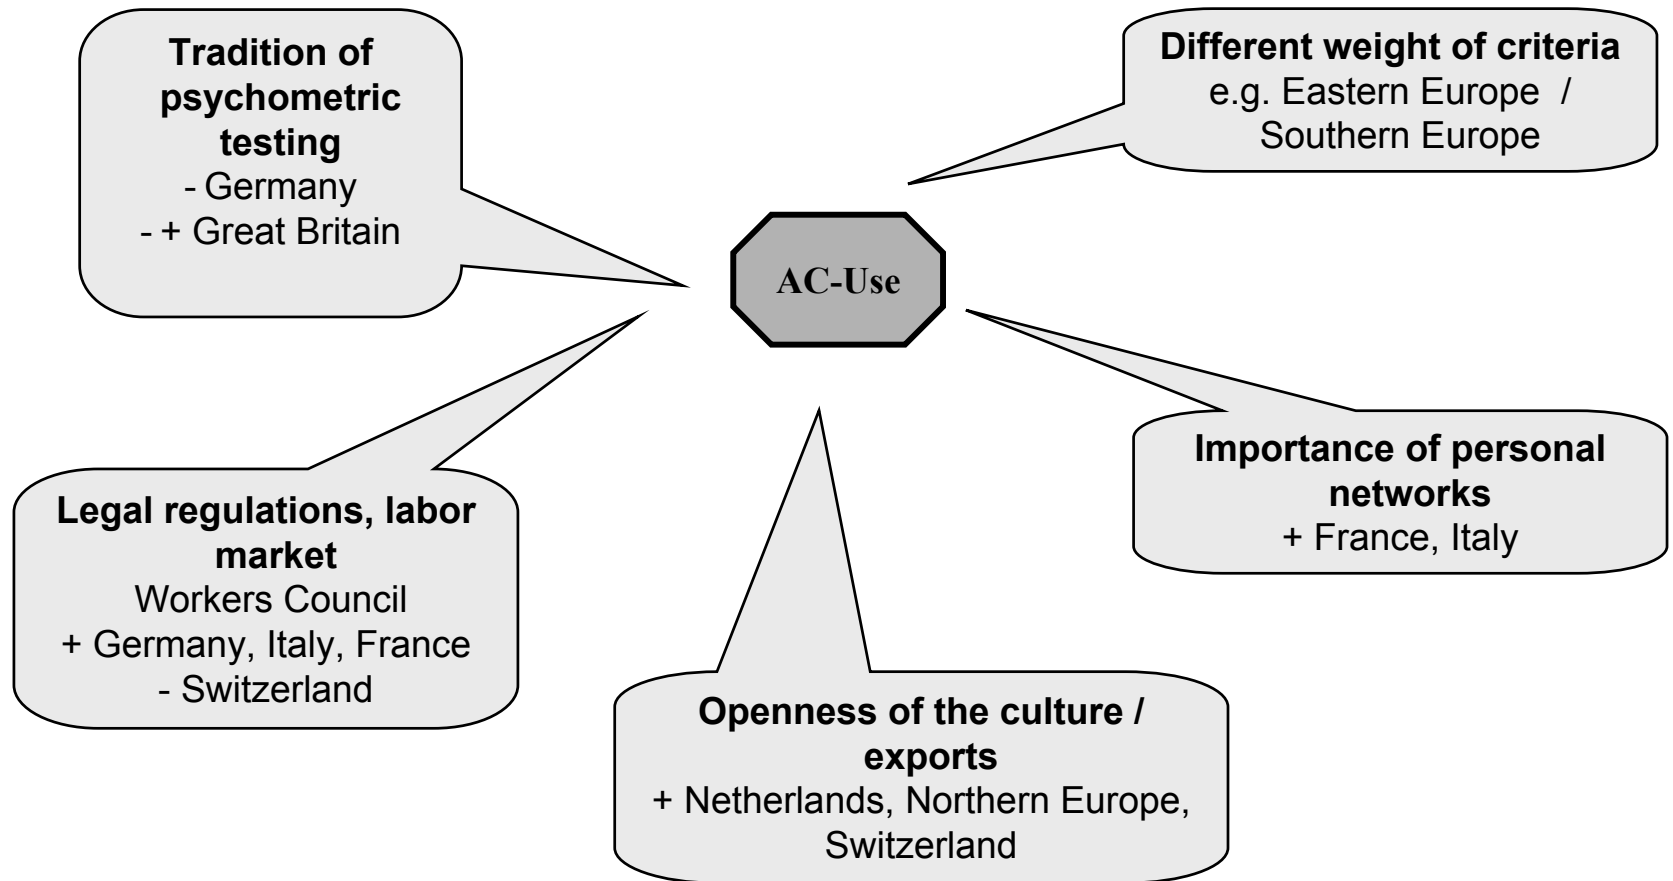 Tradition of
psychometric
testing
- Germany
- + Great Britain
Different weight of criteria
e.g. Eastern Europe /
Southern Europe
AC-Use
Legal regulations, labor
market
Workers Council
+ Germany, Italy, France
- Switzerland
Importance of personal
networks
+ France, Italy
Openness of the culture /
exports
+ Netherlands, Northern Europe,
Switzerland